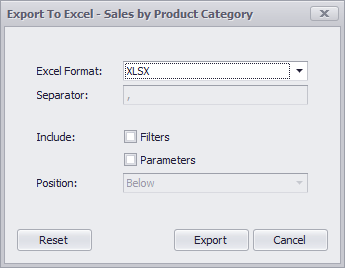 Export To Excel - Sales by Product Category
Excel Format: XLSX
Separator: ,
Include: Filters
Parameters
Position: Below
Reset Export Cancel